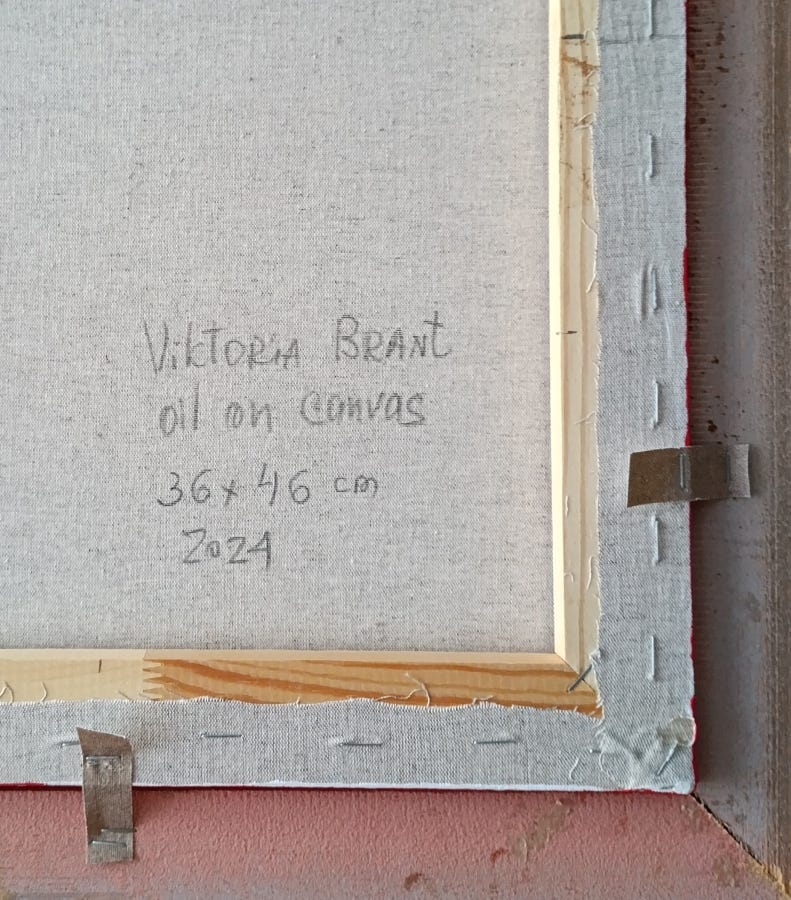 Viktoria Brant
oil on canvas
36x46 cm
2024